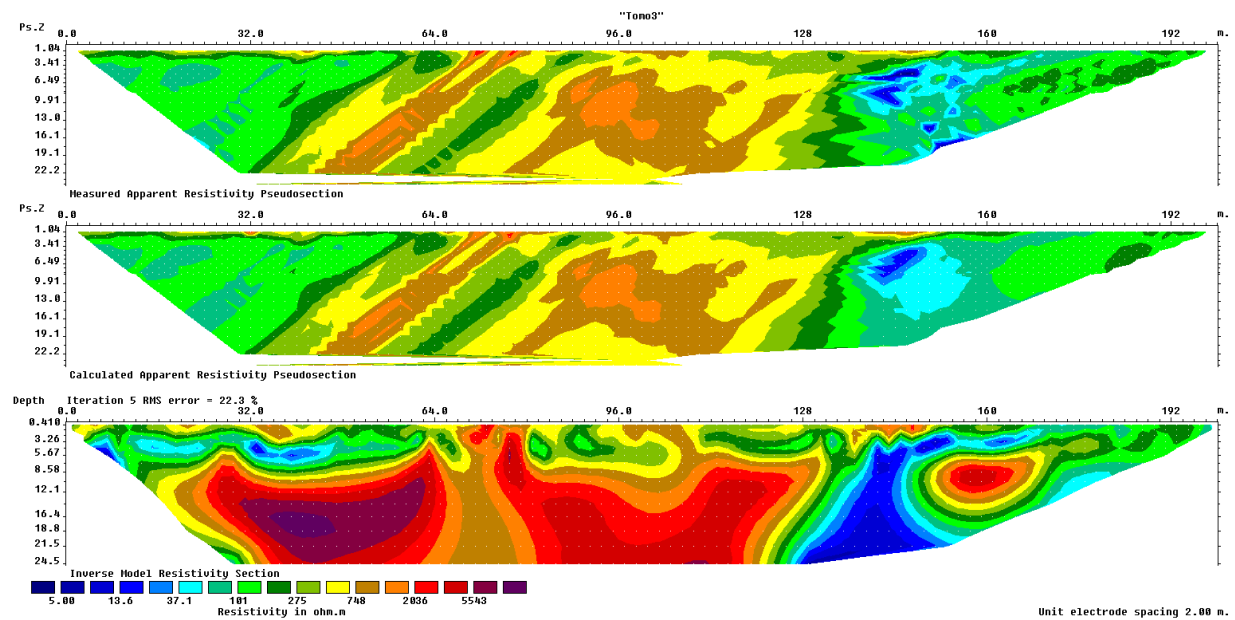 "Tomo3"
Ps.Z 0.0 32.0 64.0 96.0 128 160 192 m.
1.04
3.41
6.49
9.91
13.0
16.1
19.1
22.2
Measured Apparent Resistivity Pseudosection
Ps.Z 0.0 32.0 64.0 96.0 128 160 192 m.
1.04
3.41
6.49
9.91
13.0
16.1
19.1
22.2
Calculated Apparent Resistivity Pseudosection
Depth Iteration 5 RMS error = 22.3 %
0.0 32.0 64.0 96.0 128 160 192 m.
0.410
3.26
5.67
8.58
12.1
16.4
18.8
21.5
24.5
Inverse Model Resistivity Section
5.00 13.6 37.1 101 275 748 2036 5543
Resistivity in ohm.m
Unit electrode spacing 2.00 m.